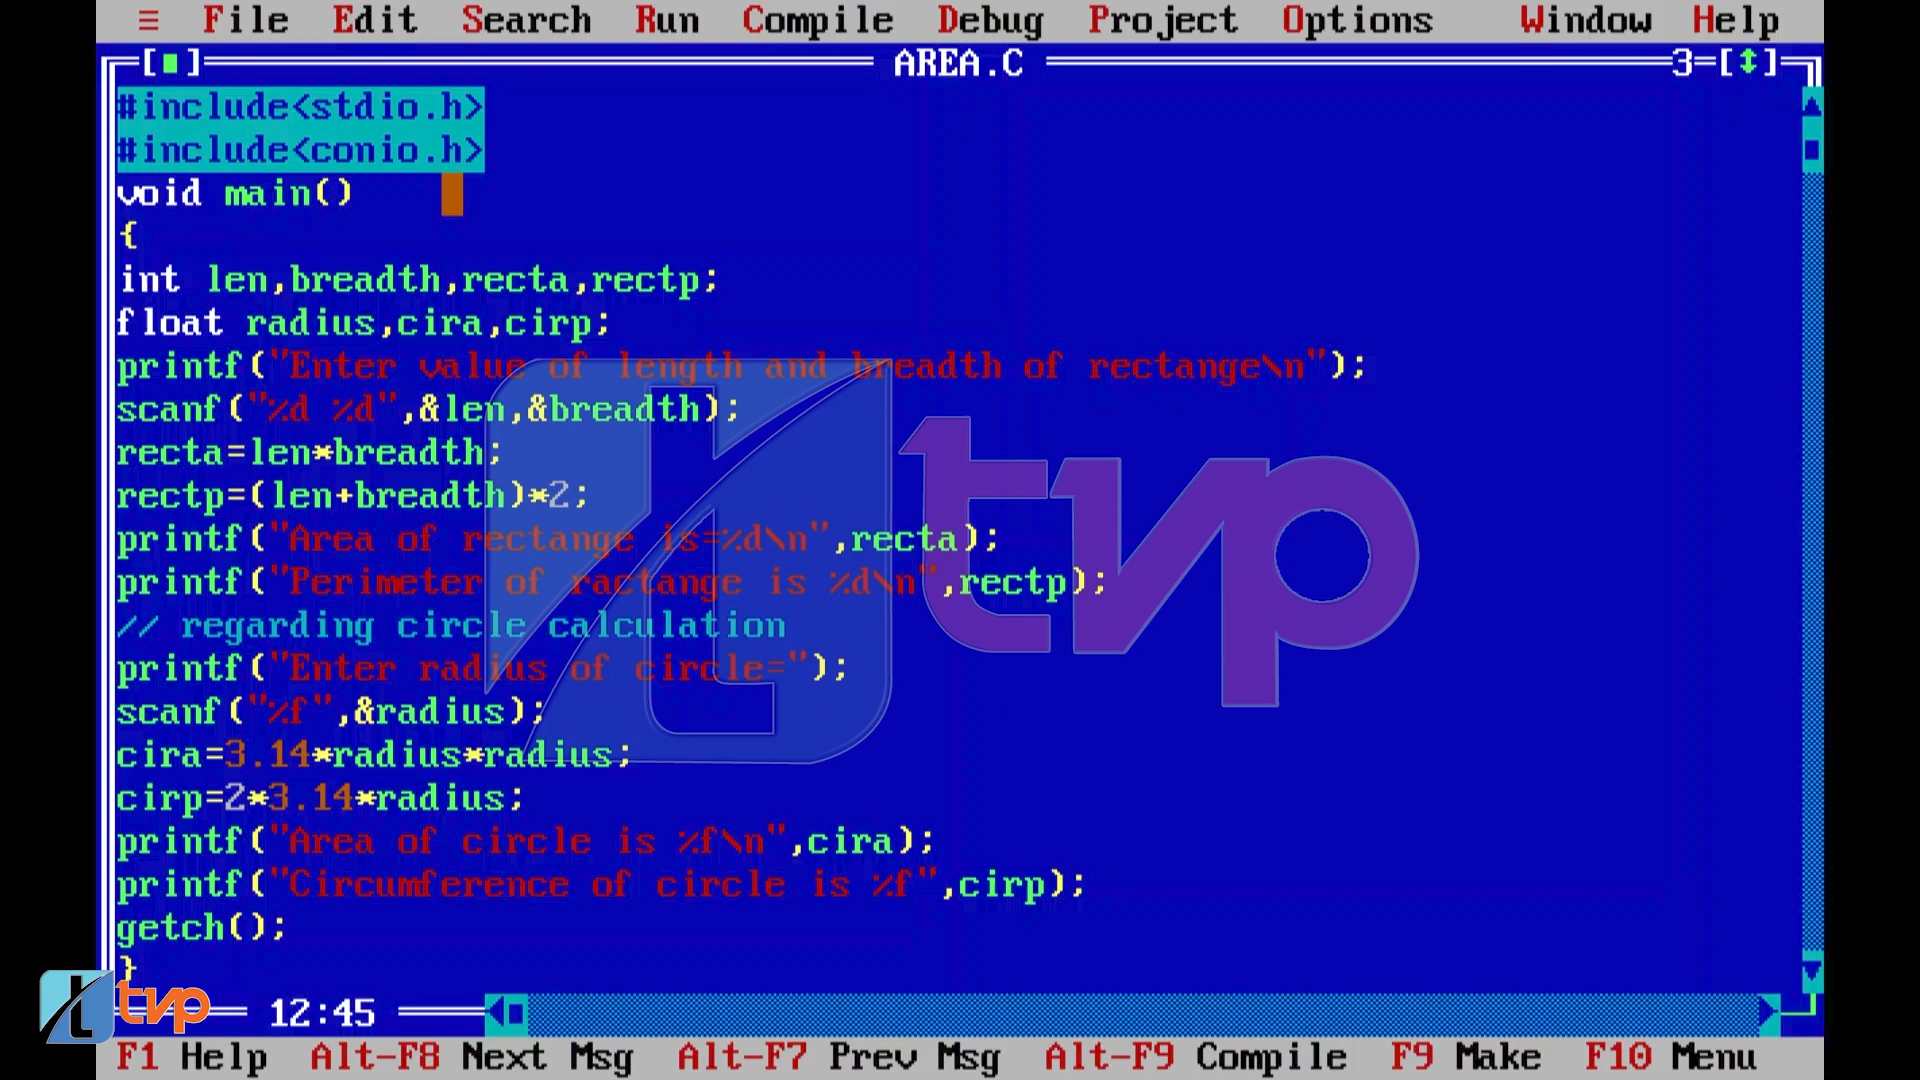 ≡ File Edit Search Run Compile Debug Project Options Window Help
[■] AREA.C 3=[↕]
#include<stdio.h>
#include<conio.h>
void main()
{
int len,breadth,recta,rectp;
float radius,cira,cirp;
printf("Enter value of length and breadth of rectange\n");
scanf("%d %d",&len,&breadth);
recta=len*breadth;
rectp=(len+breadth)*2;
printf("Area of rectange is=%d\n",recta);
printf("Perimeter of ractange is %d\n",rectp);
// regarding circle calculation
printf("Enter radius of circle=");
scanf("%f",&radius);
cira=3.14*radius*radius;
cirp=2*3.14*radius;
printf("Area of circle is %f\n",cira);
printf("Circumference of circle is %f",cirp);
getch();
}
tvp
tvp
12:45
F1 Help Alt-F8 Next Msg Alt-F7 Prev Msg Alt-F9 Compile F9 Make F10 Menu